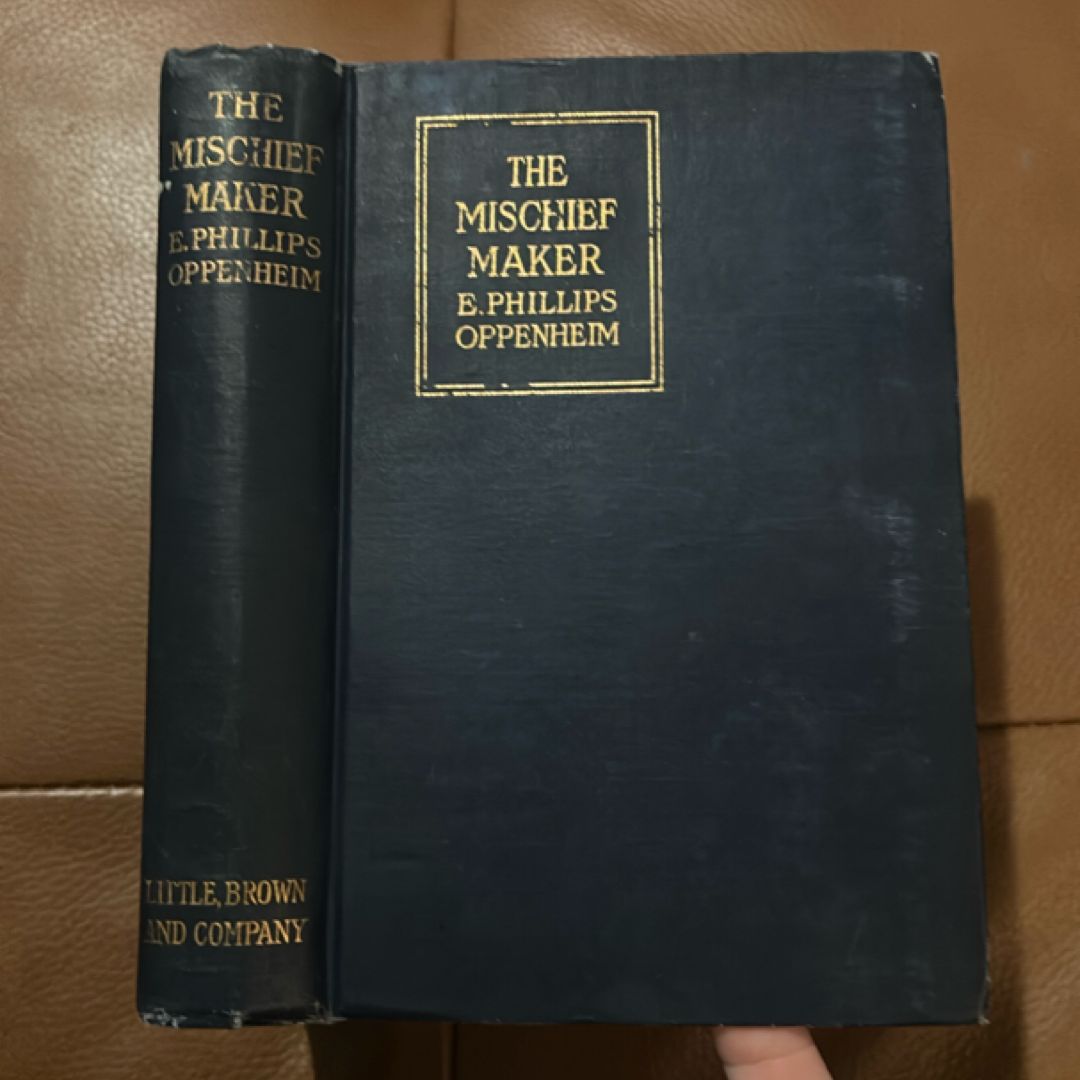 THE
MISCHIEF
MAKER
E. PHILLIPS
OPPENHEIM
LITTLE, BROWN
AND COMPANY
THE
MISCHIEF
MAKER
E. PHILLIPS
OPPENHEIM